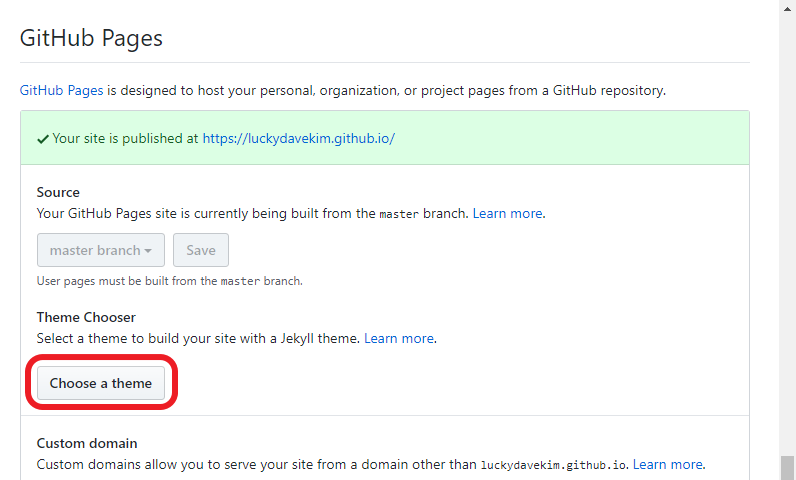 GitHub Pages
GitHub Pages is designed to host your personal, organization, or project pages from a GitHub repository.
Your site is published at https://luckydavekim.github.io/
Source
Your GitHub Pages site is currently being built from the master branch. Learn more.
master branch Save
User pages must be built from the master branch.
Theme Chooser
Select a theme to build your site with a Jekyll theme. Learn more.
Choose a theme
Custom domain
Custom domains allow you to serve your site from a domain other than luckydavekim.github.io. Learn more.